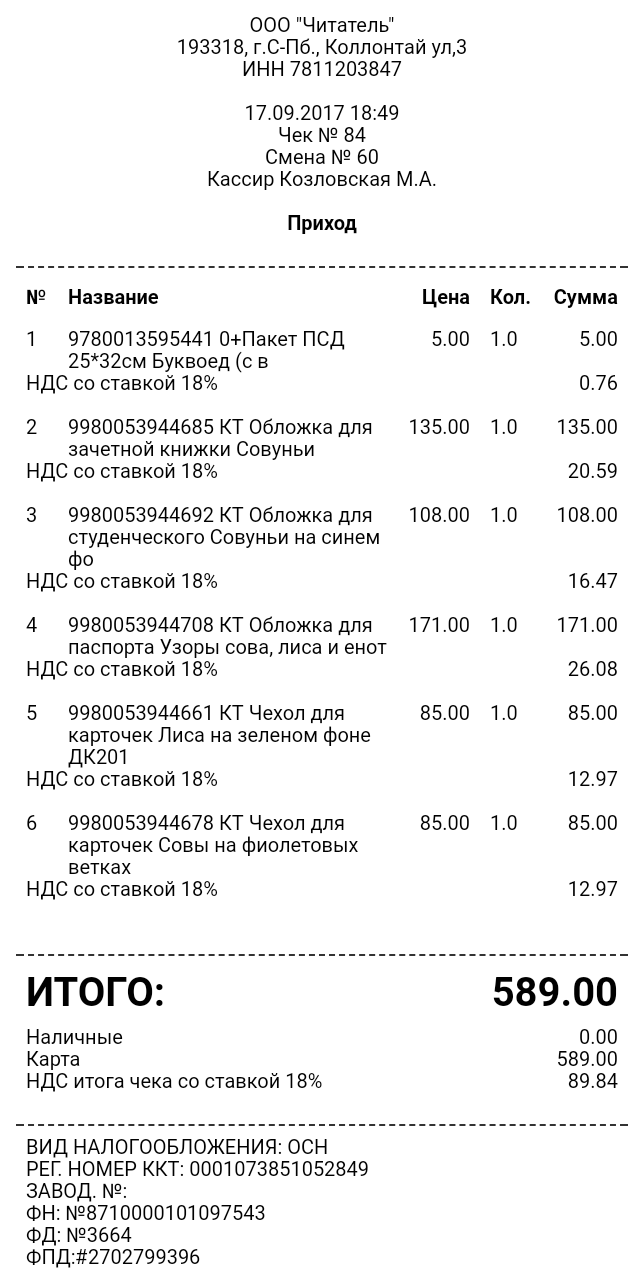 ООО "Читатель"
193318, г.С-Пб., Коллонтай ул,3
ИНН 7811203847
17.09.2017 18:49
Чек № 84
Смена № 60
Кассир Козловская М.А.
Приход
№ Название Цена Кол. Сумма
1 9780013595441 0+Пакет ПСД 5.00 1.0 5.00
25*32см Буквоед (с в
НДС со ставкой 18% 0.76
2 9980053944685 КТ Обложка для 135.00 1.0 135.00
зачетной книжки Совуньи
НДС со ставкой 18% 20.59
3 9980053944692 КТ Обложка для 108.00 1.0 108.00
студенческого Совуньи на синем
фо
НДС со ставкой 18% 16.47
4 9980053944708 КТ Обложка для 171.00 1.0 171.00
паспорта Узоры сова, лиса и енот
НДС со ставкой 18% 26.08
5 9980053944661 КТ Чехол для 85.00 1.0 85.00
карточек Лиса на зеленом фоне
ДК201
НДС со ставкой 18% 12.97
6 9980053944678 КТ Чехол для 85.00 1.0 85.00
карточек Совы на фиолетовых
ветках
НДС со ставкой 18% 12.97
ИТОГО: 589.00
Наличные 0.00
Карта 589.00
НДС итога чека со ставкой 18% 89.84
ВИД НАЛОГООБЛОЖЕНИЯ: ОСН
РЕГ. НОМЕР ККТ: 0001073851052849
ЗАВОД. №:
ФН: №8710000101097543
ФД: №3664
ФПД:#2702799396